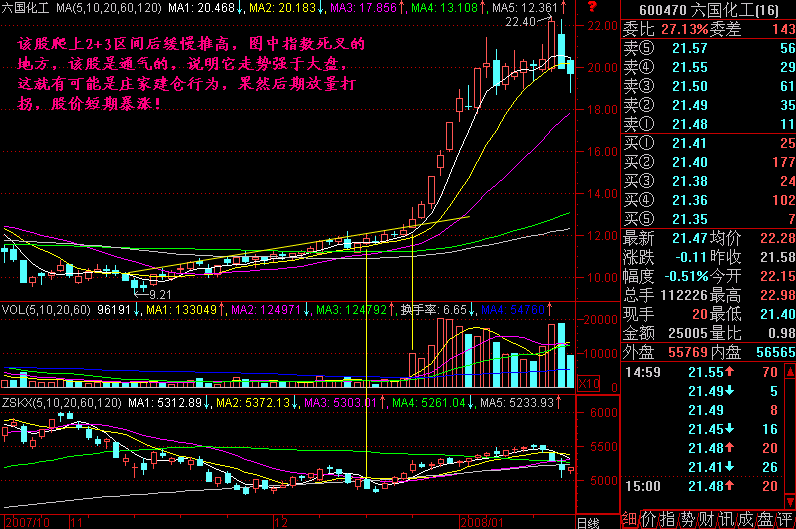 六国化工 MA(5,10,20,60,120) MA1: 20.468↓, MA2: 20.183↓, MA3: 17.856↑, MA4: 13.108↑, MA5: 12.361↑
?
22.40
该股爬上2+3区间后缓慢推高，图中指数死叉的
地方，该股是通气的，说明它走势强于大盘，
这就有可能是庄家建仓行为，果然后期放量打
拐，股价短期暴涨！
22.00
20.00
18.00
16.00
14.00
12.00
10.00
9.21
VOL(5,10,20,60) 96191↓, MA1: 133049↑, MA2: 124971↓, MA3: 124792↑, 换手率: 6.65↓, MA4: 54760↑
20000
10000
X10
ZSKX(5,10,20,60,120) MA1: 5312.89↓, MA2: 5372.13↓, MA3: 5303.01↑, MA4: 5261.04↓, MA5: 5233.93↑
6000
5500
5000
2007/10 11 12 2008/01 日线
600470 六国化工(16)
委比 27.13% 委差 143
卖⑤ 21.57 56
卖④ 21.55 29
卖③ 21.50 61
卖② 21.49 35
卖① 21.48 11
买① 21.41 25
买② 21.40 177
买③ 21.38 24
买④ 21.36 102
买⑤ 21.35 7
最新 21.47 均价 22.28
涨跌 -0.11 昨收 21.58
幅度 -0.51% 今开 22.15
总手 112226 最高 22.98
现手 20 最低 21.40
金额 25005 量比 0.98
外盘 55769 内盘 56565
14:59 21.55↑ 70
21.49↓ 5
21.49 8
21.45↓ 16
21.48↑ 20
21.41↓ 26
15:00 21.48↑ 20
细价指势财讯成盘评